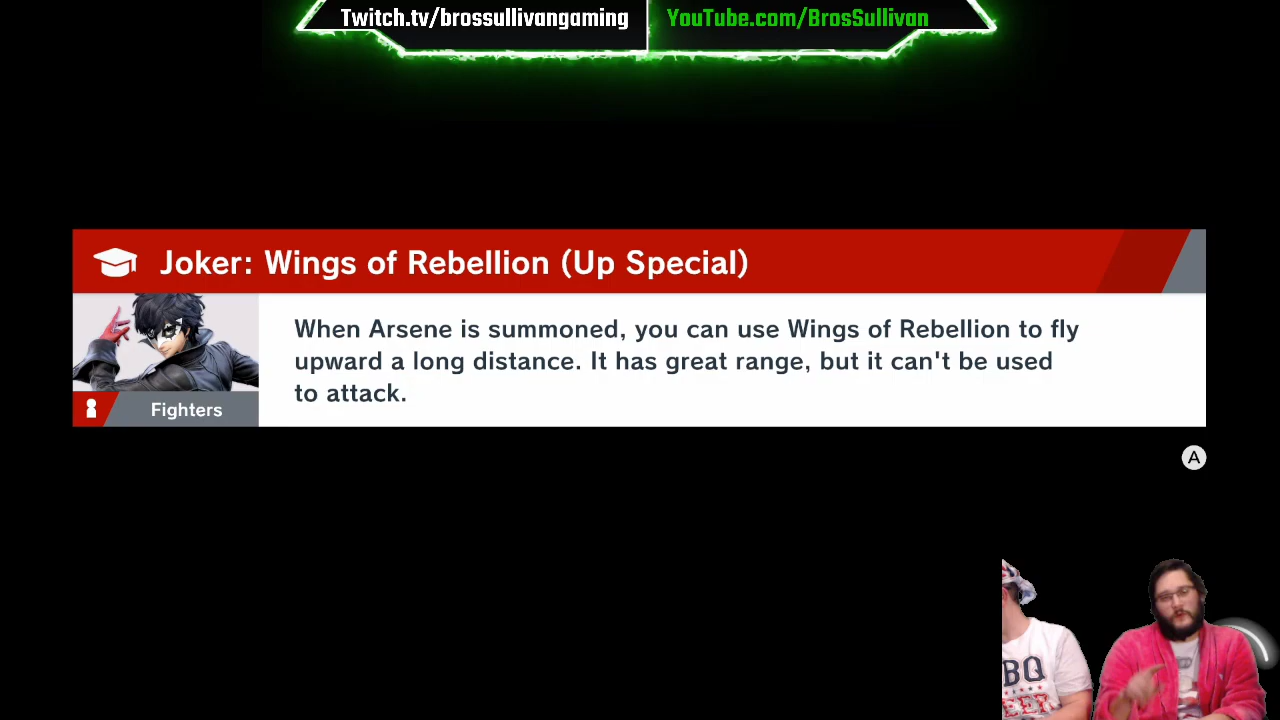 Twitch.tv/brossullivangaming
YouTube.com/BrosSullivan
Joker: Wings of Rebellion (Up Special)
When Arsene is summoned, you can use Wings of Rebellion to fly
upward a long distance. It has great range, but it can't be used
to attack.
Fighters
A
BQ